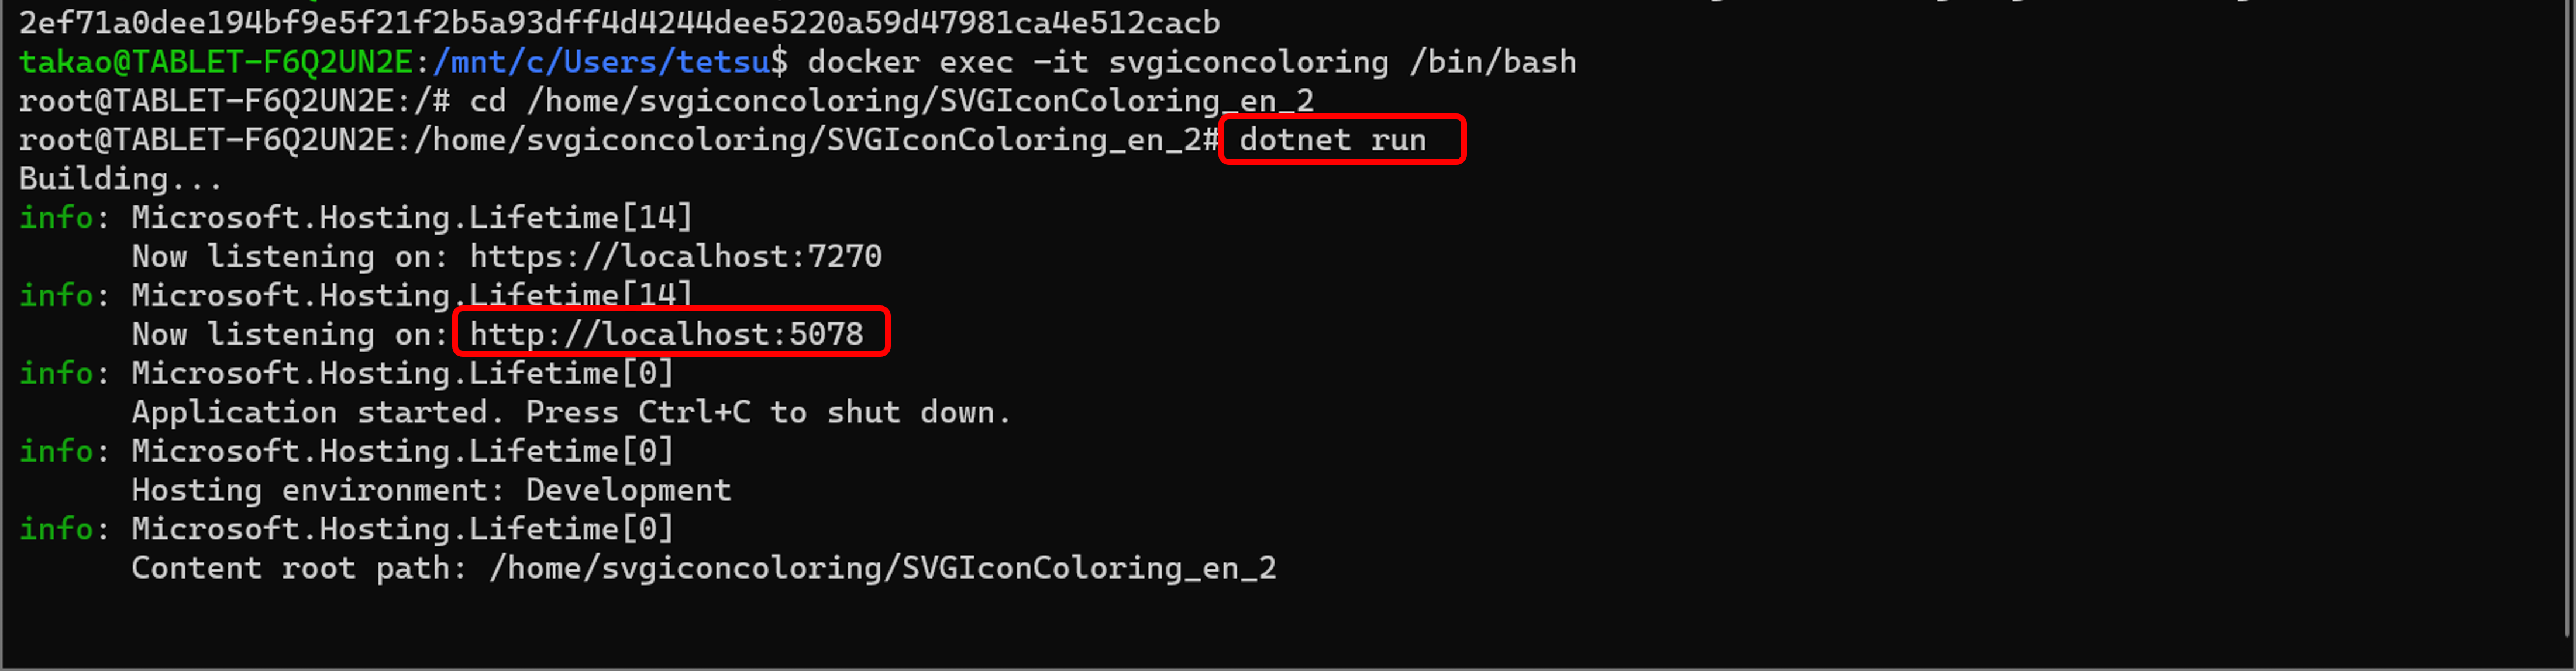 2ef71a0dee194bf9e5f21f2b5a93dff4d4244dee5220a59d47981ca4e512cacb
takao@TABLET-F6Q2UN2E:/mnt/c/Users/tetsu$ docker exec -it svgiconcoloring /bin/bash
root@TABLET-F6Q2UN2E:/# cd /home/svgiconcoloring/SVGIconColoring_en_2
root@TABLET-F6Q2UN2E:/home/svgiconcoloring/SVGIconColoring_en_2# dotnet run
Building...
info: Microsoft.Hosting.Lifetime[14]
      Now listening on: https://localhost:7270
info: Microsoft.Hosting.Lifetime[14]
      Now listening on: http://localhost:5078
info: Microsoft.Hosting.Lifetime[0]
      Application started. Press Ctrl+C to shut down.
info: Microsoft.Hosting.Lifetime[0]
      Hosting environment: Development
info: Microsoft.Hosting.Lifetime[0]
      Content root path: /home/svgiconcoloring/SVGIconColoring_en_2